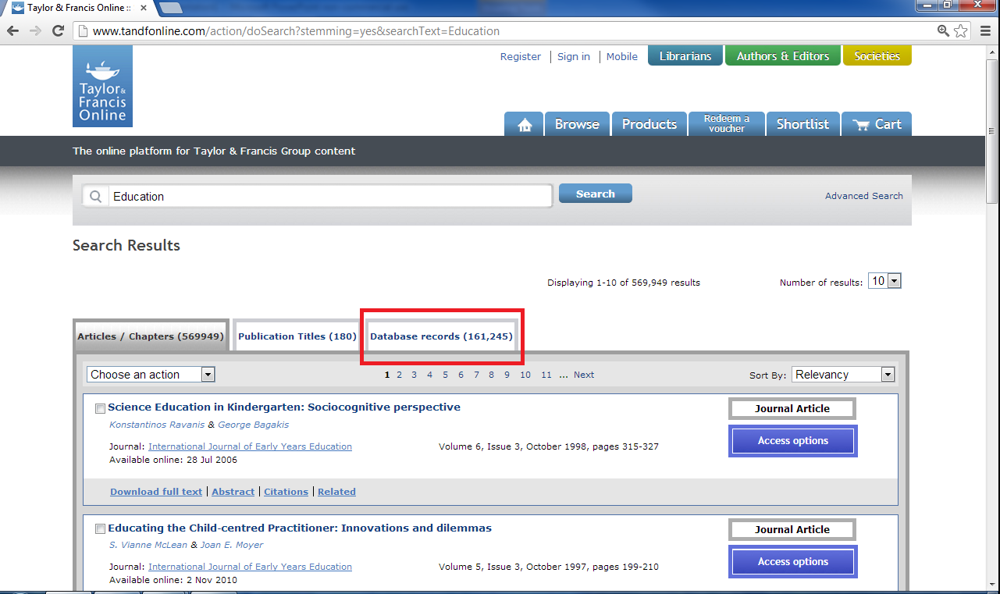 Taylor & Francis Online ::
www.tandfonline.com/action/doSearch?stemming=yes&searchText=Education
Register | Sign in | Mobile Librarians Authors & Editors Societies
Taylor &
Francis
Online
Browse Products Redeem a voucher Shortlist Cart
The online platform for Taylor & Francis Group content
Education Search Advanced Search
Search Results
Displaying 1-10 of 569,949 results Number of results: 10
Articles / Chapters (569949) Publication Titles (180) Database records (161,245)
Choose an action 1 2 3 4 5 6 7 8 9 10 11 ... Next Sort By: Relevancy
Science Education in Kindergarten: Sociocognitive perspective Journal Article
Konstantinos Ravanis & George Bagakis
Journal: International Journal of Early Years Education Volume 6, Issue 3, October 1998, pages 315-327 Access options
Available online: 28 Jul 2006
Download full text | Abstract | Citations | Related
Educating the Child-centred Practitioner: Innovations and dilemmas Journal Article
S. Vianne McLean & Joan E. Moyer
Journal: International Journal of Early Years Education Volume 5, Issue 3, October 1997, pages 199-210 Access options
Available online: 2 Nov 2010